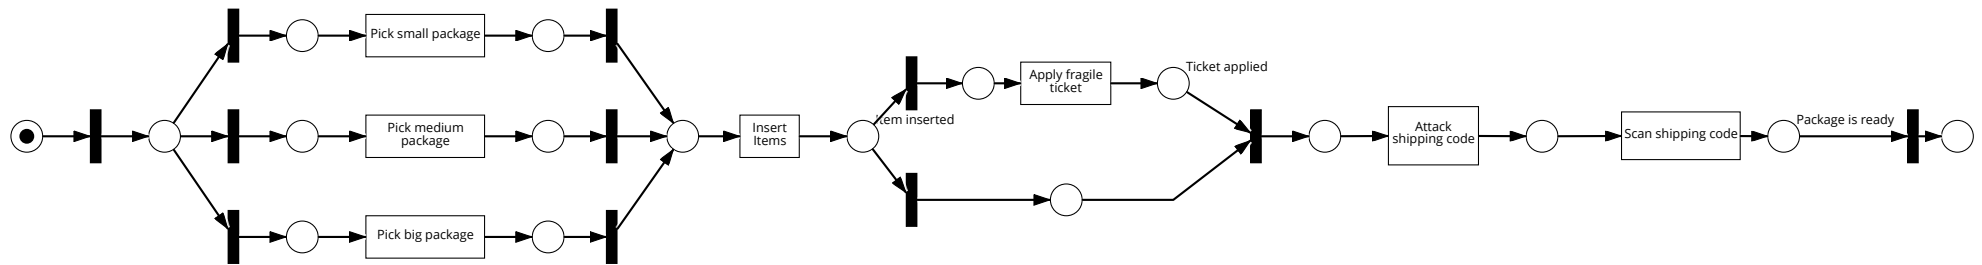 Pick small package
Pick medium
package
Pick big package
Insert
Items
Item inserted
Apply fragile
ticket
Ticket applied
Attack
shipping code
Scan shipping code
Package is ready